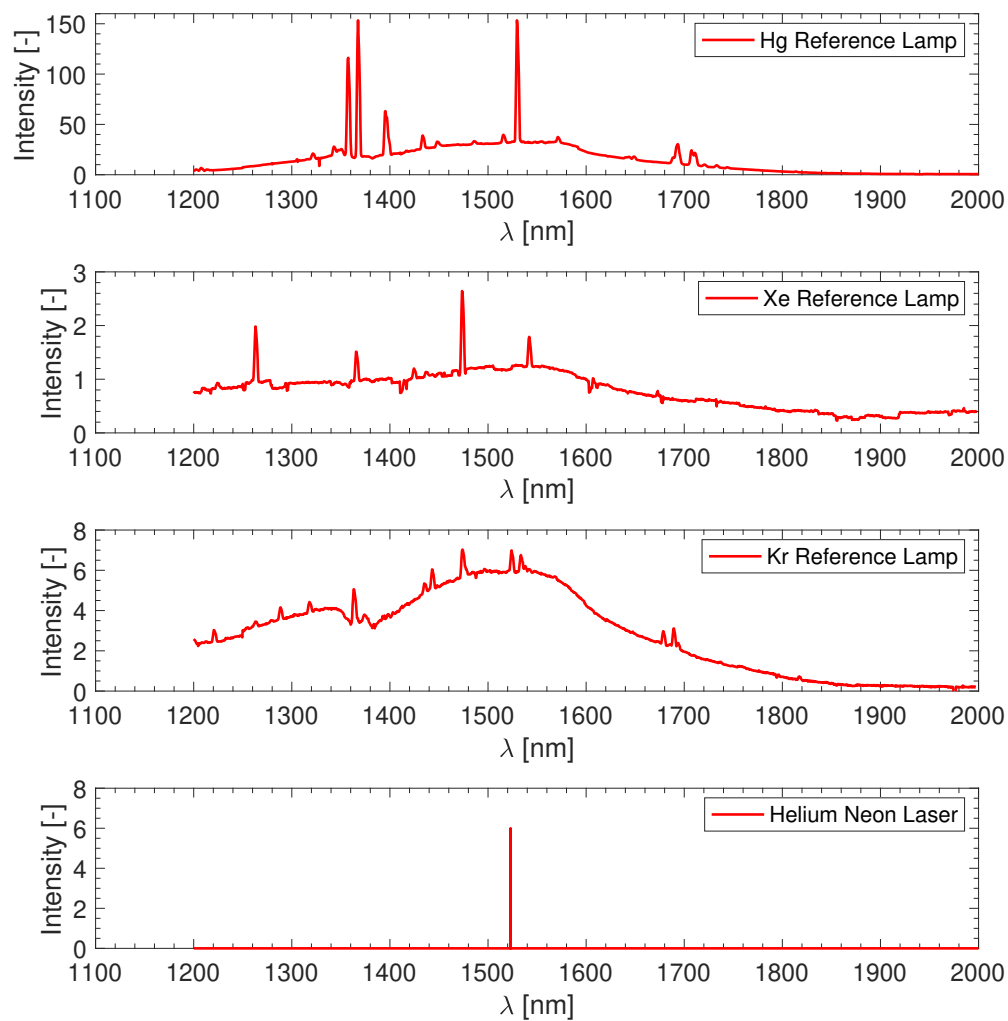 150
100
50
0
Intensity [-]
Hg Reference Lamp
1100 1200 1300 1400 1500 1600 1700 1800 1900 2000
λ [nm]
3
2
1
0
Intensity [-]
Xe Reference Lamp
1100 1200 1300 1400 1500 1600 1700 1800 1900 2000
λ [nm]
8
6
4
2
0
Intensity [-]
Kr Reference Lamp
1100 1200 1300 1400 1500 1600 1700 1800 1900 2000
λ [nm]
8
6
4
2
0
Intensity [-]
Helium Neon Laser
1100 1200 1300 1400 1500 1600 1700 1800 1900 2000
λ [nm]